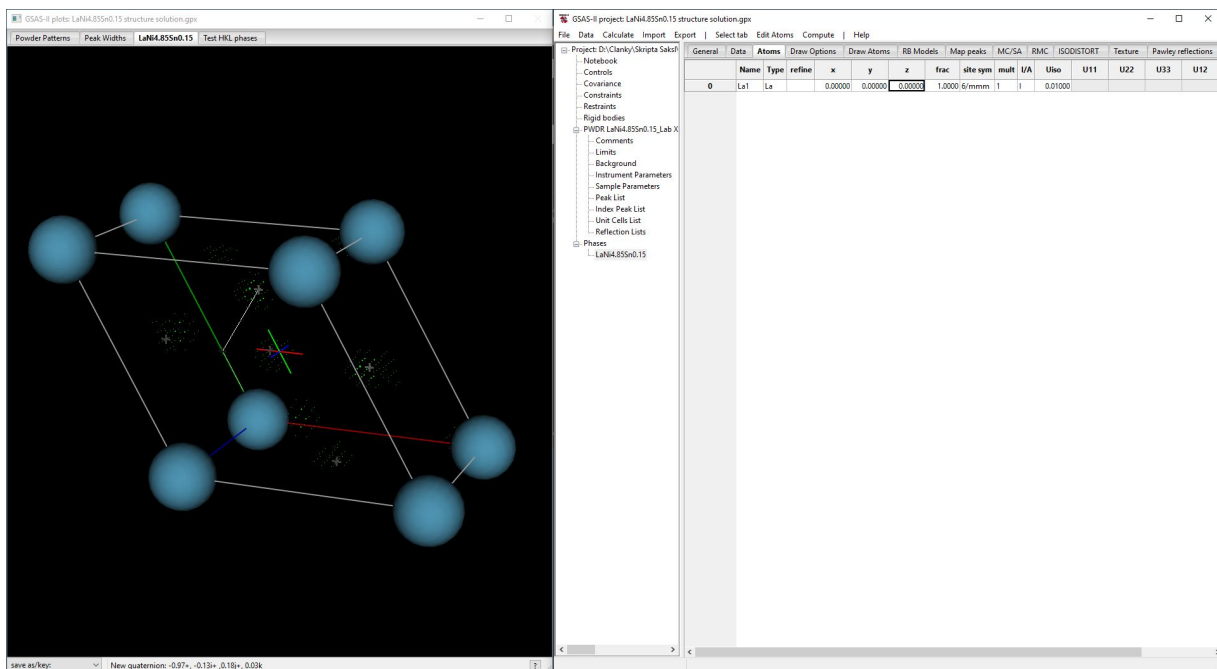 GSAS-II plots: LaNi4.85Sn0.15 structure solution.gpx
Powder Patterns Peak Widths LaNi4.85Sn0.15 Test HKL phases
save as/key: New quaternion: -0.97+, -0.13i+ ,0.18j+, 0.03k ?
GSAS-II project: LaNi4.85Sn0.15 structure solution.gpx
File Data Calculate Import Export | Select tab Edit Atoms Compute | Help
Project: D:\Clanky\Skripta Saksl\
Notebook
Controls
Covariance
Constraints
Restraints
Rigid bodies
PWDR LaNi4.85Sn0.15_Lab X
Comments
Limits
Background
Instrument Parameters
Sample Parameters
Peak List
Index Peak List
Unit Cells List
Reflection Lists
Phases
LaNi4.85Sn0.15
General Data Atoms Draw Options Draw Atoms RB Models Map peaks MC/SA RMC ISODISTORT Texture Pawley reflections
Name Type refine x y z frac site sym mult I/A Uiso U11 U22 U33 U12
0 La1 La 0.00000 0.00000 0.00000 1.0000 6/mmm 1 I 0.01000